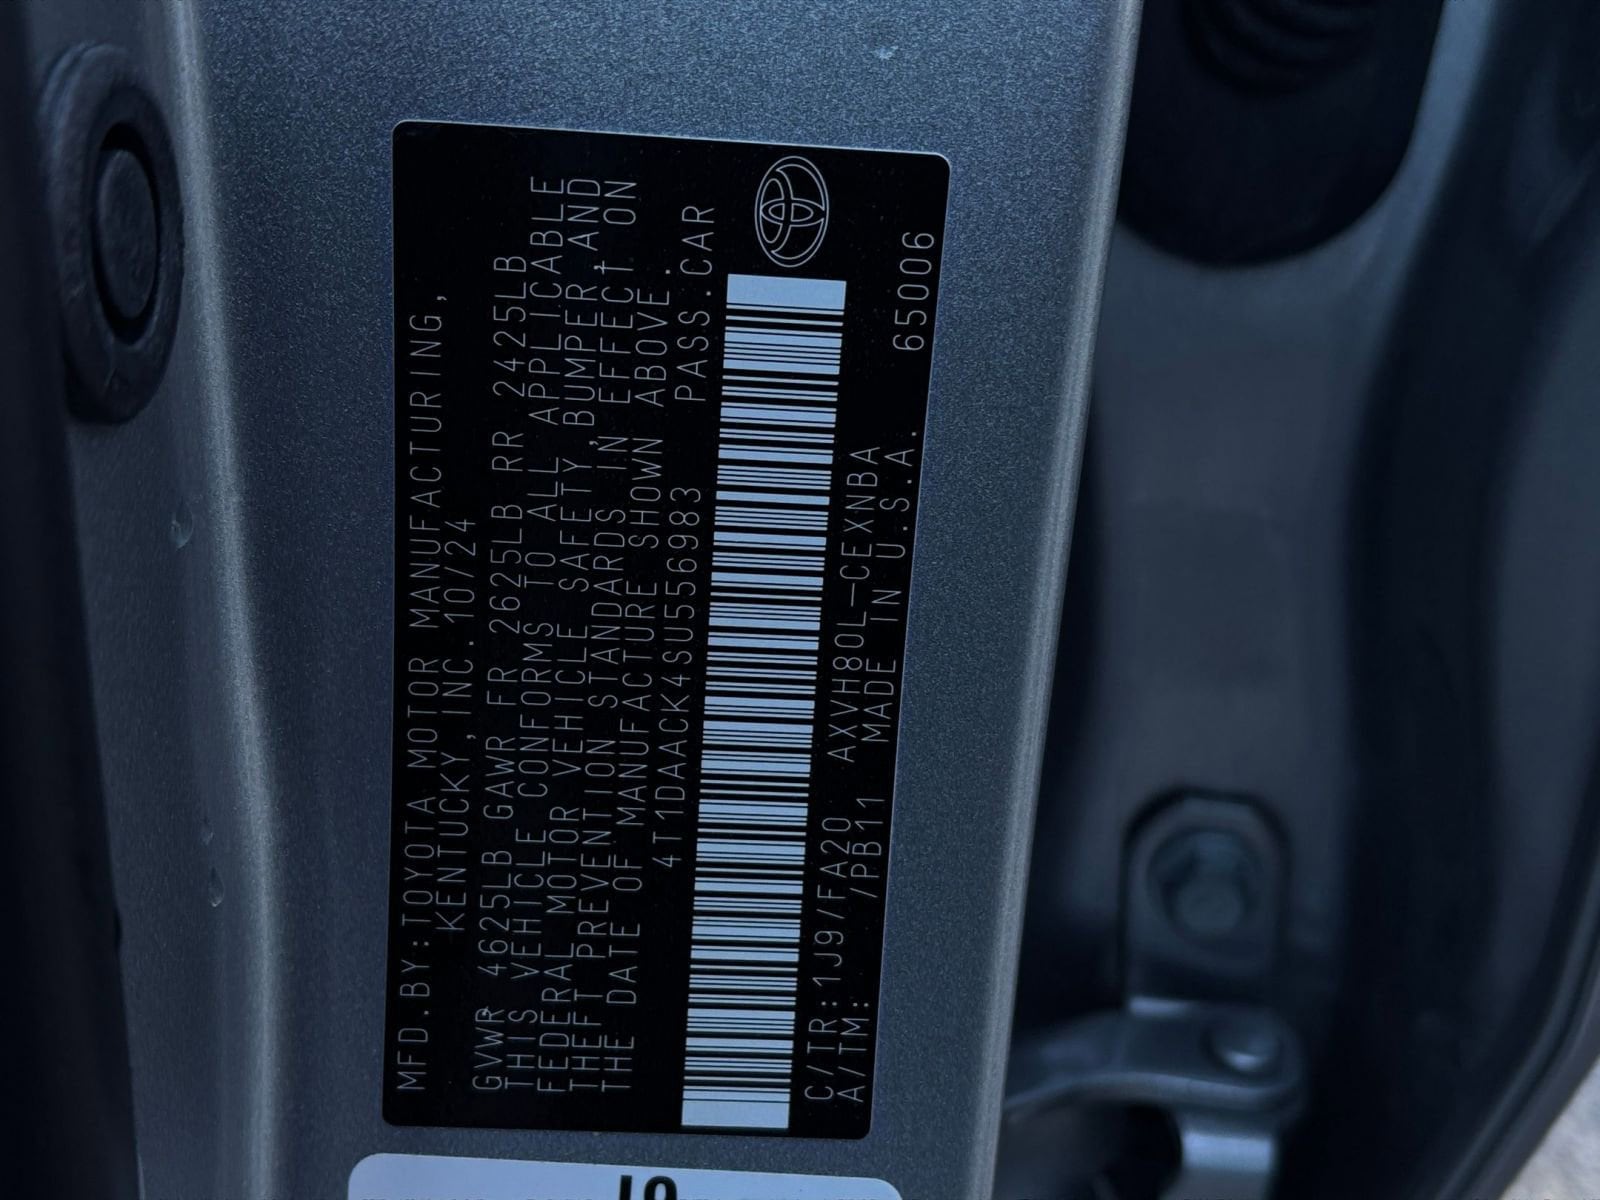 MFD.BY:TOYOTA MOTOR MANUFACTURING,
KENTUCKY, INC. 10/24
GVWR 4625LB GAWR FR 2625LB RR 2425LB
THIS VEHICLE CONFORMS TO ALL APPLICABLE
FEDERAL MOTOR VEHICLE SAFETY,BUMPER,AND
THEFT PREVENTION STANDARDS IN EFFECT ON
THE DATE OF MANUFACTURE SHOWN ABOVE.
4T1DAACK4SU556983 PASS.CAR
C/TR:1J9/FA20 AXVH80L-CEXNBA
A/TM: /PB11 MADE IN U.S.A. 65006